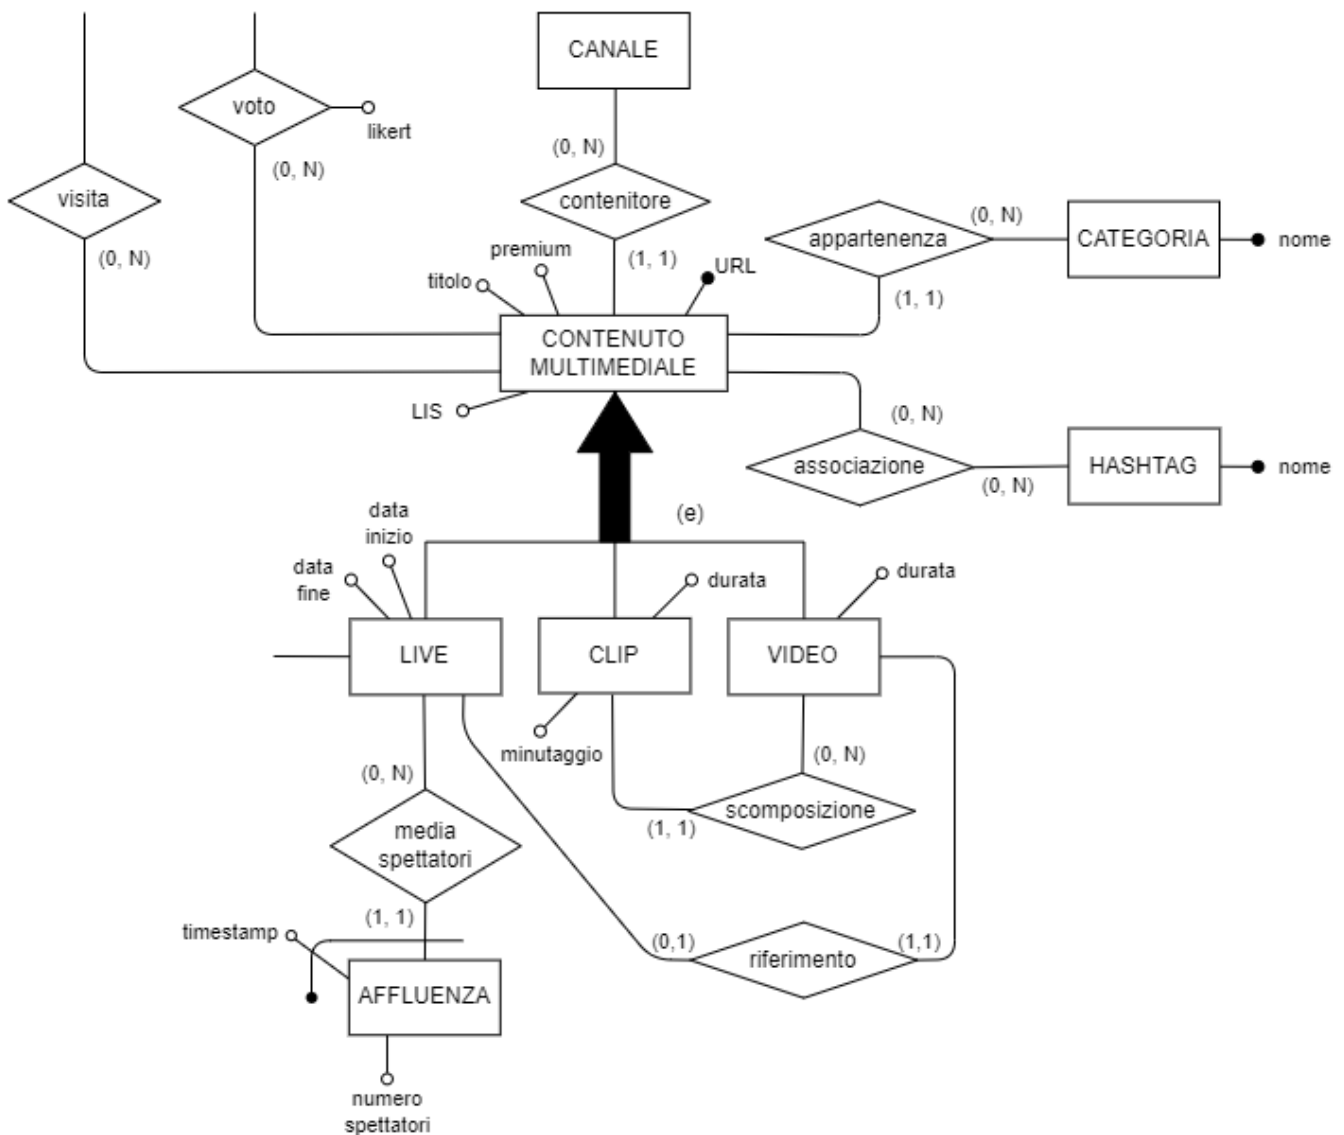 CANALE
voto
likert
(0, N)
(0, N)
visita
contenitore
(0, N)
appartenenza
(0, N)
CATEGORIA
nome
(1, 1)
premium
titolo
URL
(1, 1)
CONTENUTO
MULTIMEDIALE
LIS
(0, N)
associazione
HASHTAG
nome
(0, N)
(e)
data
inizio
data
fine
durata
durata
LIVE
CLIP
VIDEO
minutaggio
(0, N)
(0, N)
scomposizione
(1, 1)
media
spettatori
(1, 1)
timestamp
(0,1)
riferimento
(1,1)
AFFLUENZA
numero
spettatori